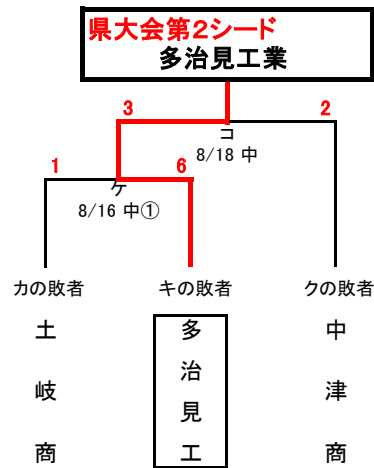 県大会第2シード
多治見工業
3 2
コ
8/18 中
1 6
ケ
8/16 中①
カの敗者 キの敗者 クの敗者
土岐商
多治見工
中津商